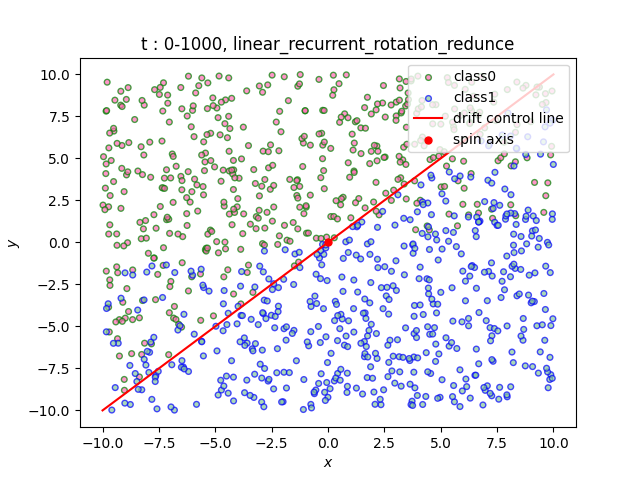 t : 0-1000, linear_recurrent_rotation_redunce
class0
class1
drift control line
spin axis
10.0
7.5
5.0
2.5
0.0
−2.5
−5.0
−7.5
−10.0
y
−10.0 −7.5 −5.0 −2.5 0.0 2.5 5.0 7.5 10.0
x